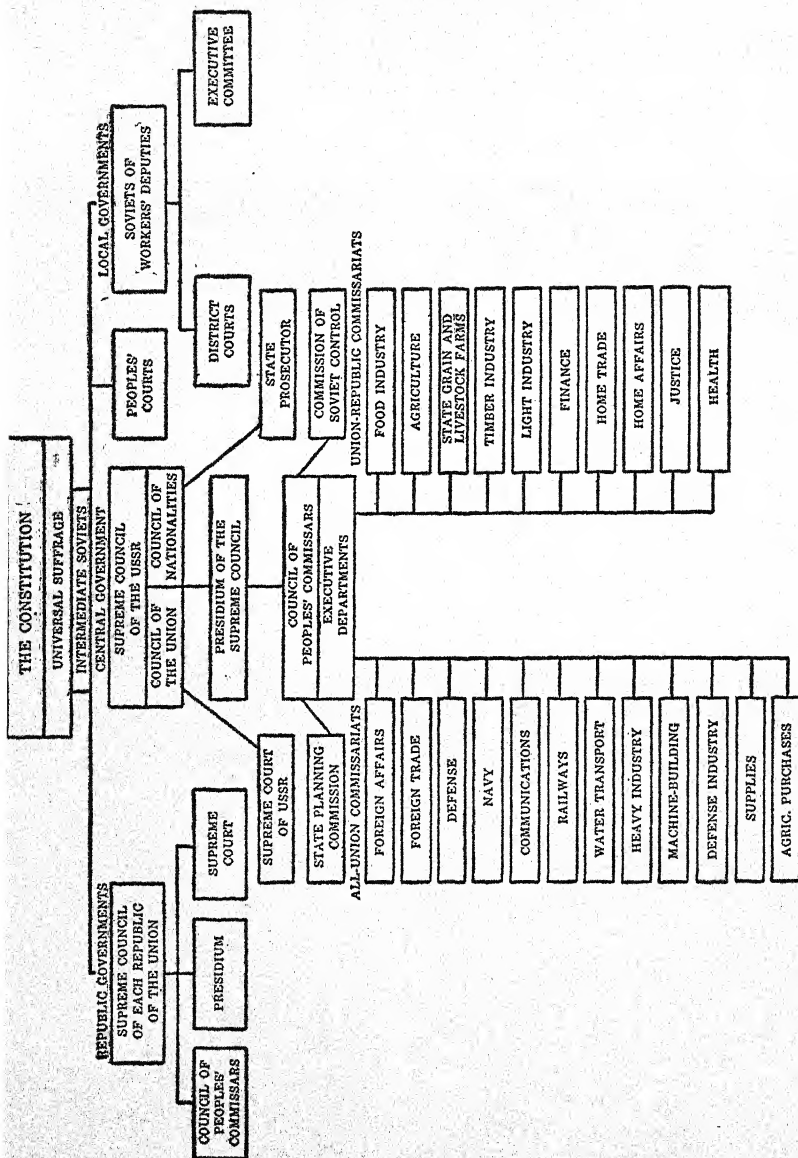 THE CONSTITUTION
UNIVERSAL SUFFRAGE
INTERMEDIATE SOVIETS
REPUBLIC GOVERNMENTS
SUPREME COUNCIL
OF EACH REPUBLIC
OF THE UNION
COUNCIL OF
PEOPLES'
COMMISSARS
PRESIDIUM
SUPREME
COURT
CENTRAL GOVERNMENT
SUPREME COUNCIL
OF THE USSR
COUNCIL OF
THE UNION
COUNCIL OF
NATIONALITIES
PEOPLES'
COURTS
LOCAL GOVERNMENTS
SOVIETS OF
WORKERS' DEPUTIES
DISTRICT
COURTS
EXECUTIVE
COMMITTEE
PRESIDIUM OF THE
SUPREME COUNCIL
SUPREME COURT
OF USSR
STATE
PROSECUTOR
STATE PLANNING
COMMISSION
COUNCIL OF
PEOPLES' COMMISSARS
EXECUTIVE
DEPARTMENTS
COMMISSION OF
SOVIET CONTROL
ALL-UNION COMMISSARIATS
FOREIGN AFFAIRS
FOREIGN TRADE
DEFENSE
NAVY
COMMUNICATIONS
RAILWAYS
WATER TRANSPORT
HEAVY INDUSTRY
MACHINE-BUILDING
DEFENSE INDUSTRY
SUPPLIES
AGRIC. PURCHASES
UNION-REPUBLIC COMMISSARIATS
FOOD INDUSTRY
AGRICULTURE
STATE GRAIN AND
LIVESTOCK FARMS
TIMBER INDUSTRY
LIGHT INDUSTRY
FINANCE
HOME TRADE
HOME AFFAIRS
JUSTICE
HEALTH